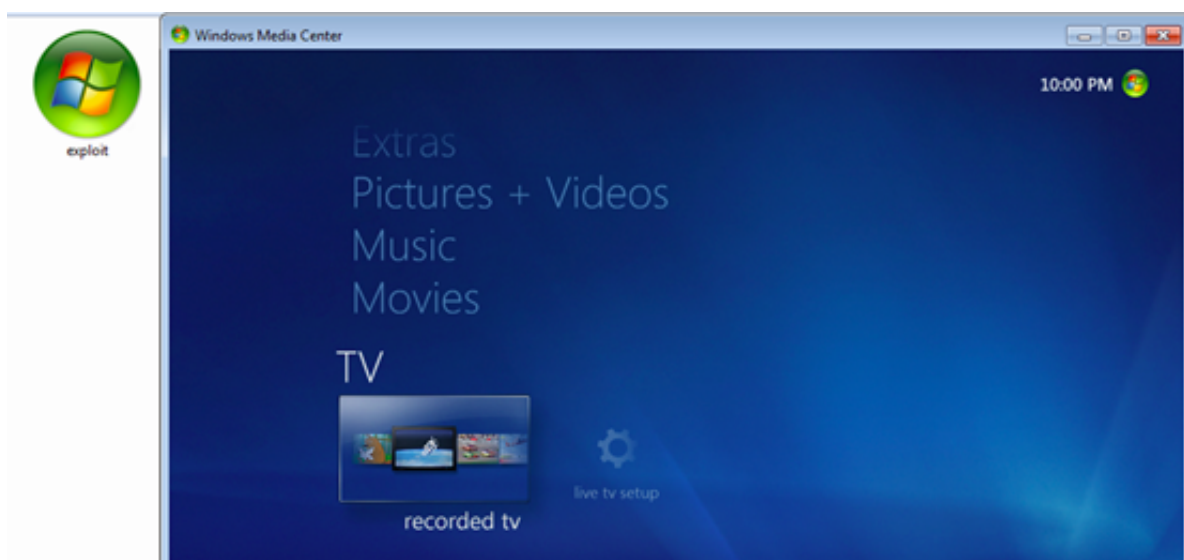 Windows Media Center
10:00 PM
exploit
Extras
Pictures + Videos
Music
Movies
TV
live tv setup
recorded tv